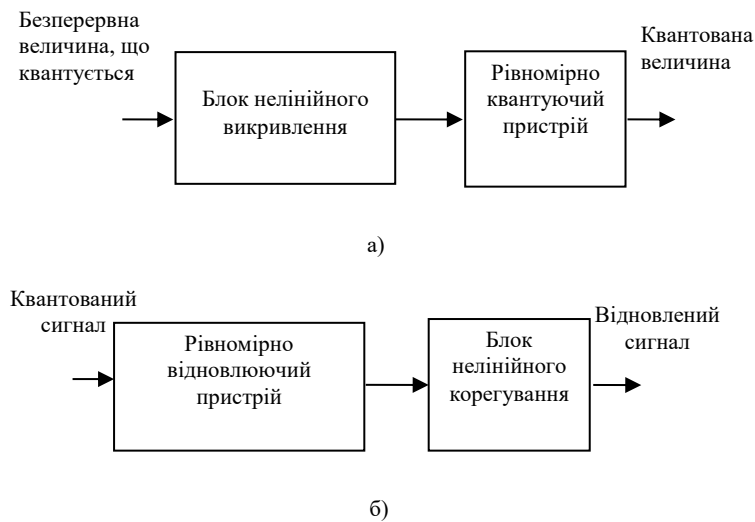 Безперервна
величина, що
квантується
Блок нелінійного
викривлення
Рівномірно
квантуючий
пристрій
Квантована
величина
а)
Квантований
сигнал
Рівномірно
відновлюючий
пристрій
Блок
нелінійного
корегування
Відновлений
сигнал
б)